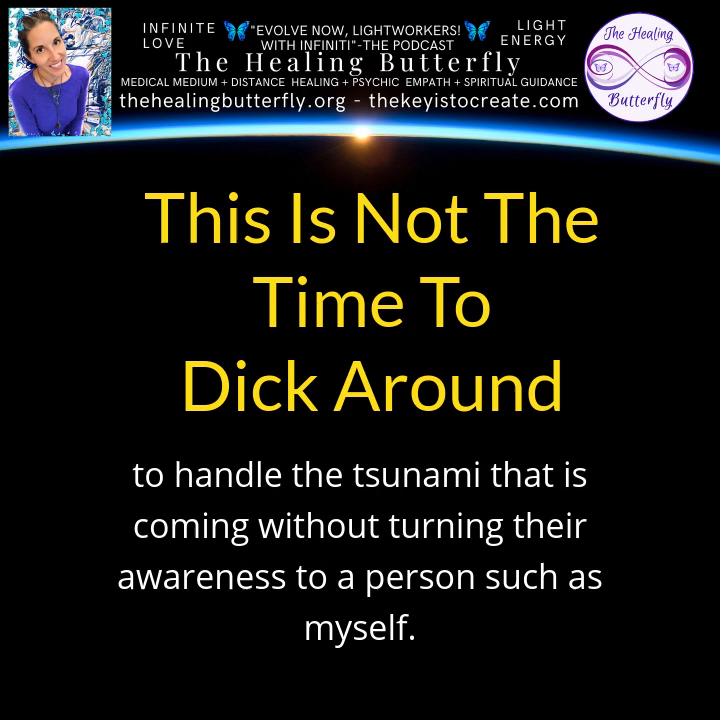 INFINITE LOVE
"EVOLVE NOW, LIGHTWORKERS!
WITH INFINITI"-THE PODCAST
LIGHT ENERGY
The Healing Butterfly
MEDICAL MEDIUM + DISTANCE HEALING + PSYCHIC EMPATH + SPIRITUAL GUIDANCE
thehealingbutterfly.org - thekeyistocreate.com
The Healing
Butterfly
This Is Not The
Time To
Dick Around
to handle the tsunami that is
coming without turning their
awareness to a person such as
myself.